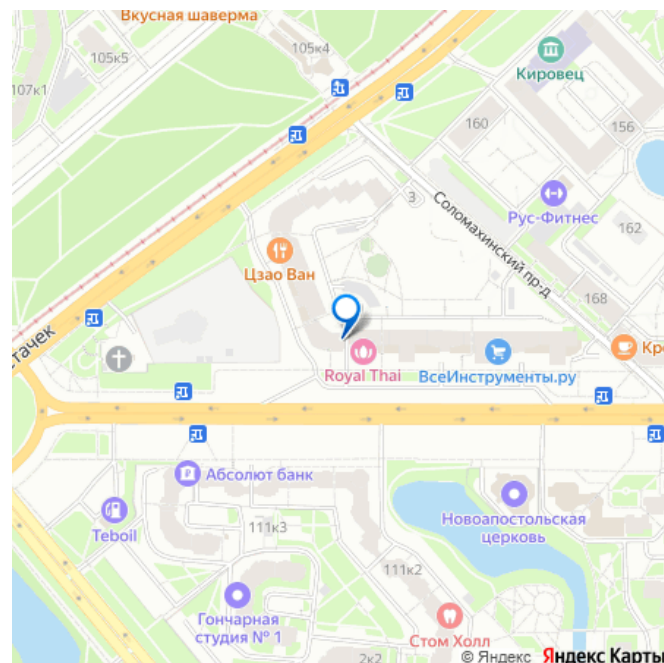 Вкусная шаверма
105к4
105к5
107к1
Кировец
160
156
Соломахинский пр-д
3
Рус-Фитнес
162
Цзао Ван
168
Кро
стачек
Royal Thai
ВсеИнструменты.ру
Абсолют банк
Teboil
111к3
Новоапостольская
церковь
111к2
Гончарная
студия № 1
Стом Холл
2к2
© Яндекс Яндекс Карты